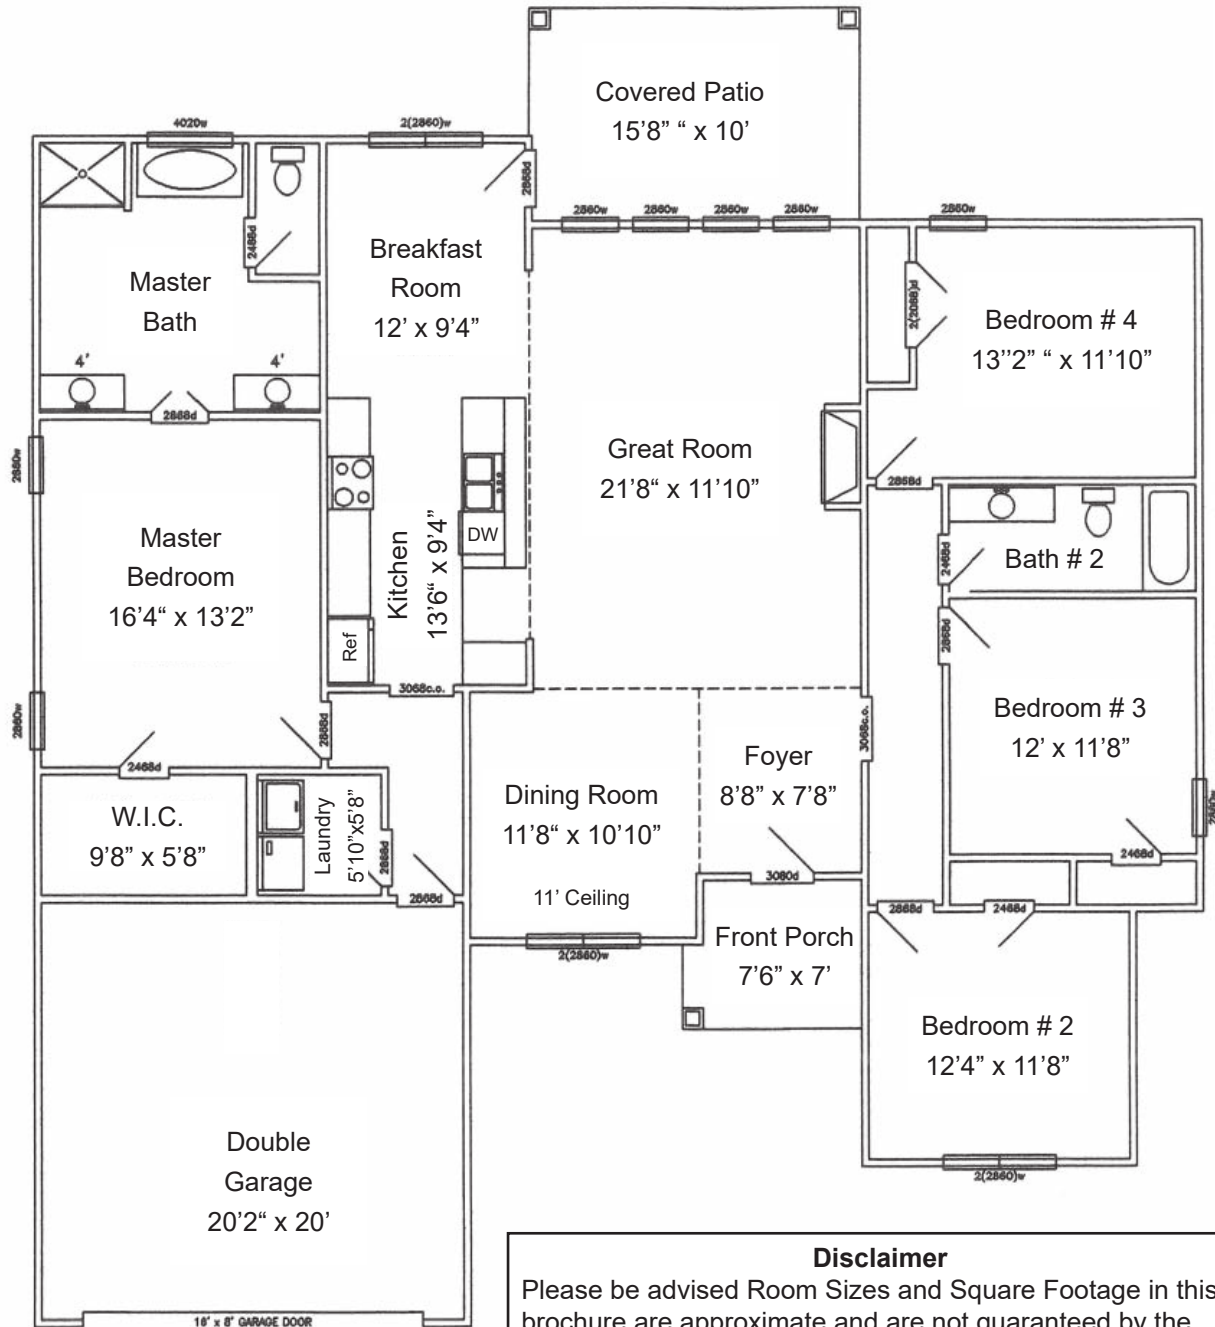 Covered Patio
15’8” “ x 10’
4020w
2(2860)w
2868d
2860w
2860w
2860w
2860w
2860w
2468d
Master
Bath
Breakfast
Room
12’ x 9’4”
2(2068)d
Bedroom # 4
13’’2” “ x 11’10”
4'
4'
2868d
2860w
Great Room
21’8” x 11’10”
2868d
Master
Bedroom
16’4“ x 13’2”
Kitchen
13’6“ x 9’4”
DW
Ref
2468d
Bath # 2
2868d
3068c.o.
3068c.o.
2860w
2868d
2468d
Bedroom # 3
12’ x 11’8”
2860w
2468d
Foyer
8’8” x 7’8”
Dining Room
11’8“ x 10’10”
11’ Ceiling
W.I.C.
9’8” x 5’8”
Laundry
5’10”x5’8”
2868d
2868d
3080d
2868d
2468d
2(2860)w
Front Porch
7’6” x 7’
Bedroom # 2
12’4” x 11’8”
2(2860)w
Double
Garage
20’2“ x 20’
16' x 8' GARAGE DOOR
Disclaimer
Please be advised Room Sizes and Square Footage in this
brochure are approximate and are not guaranteed by the